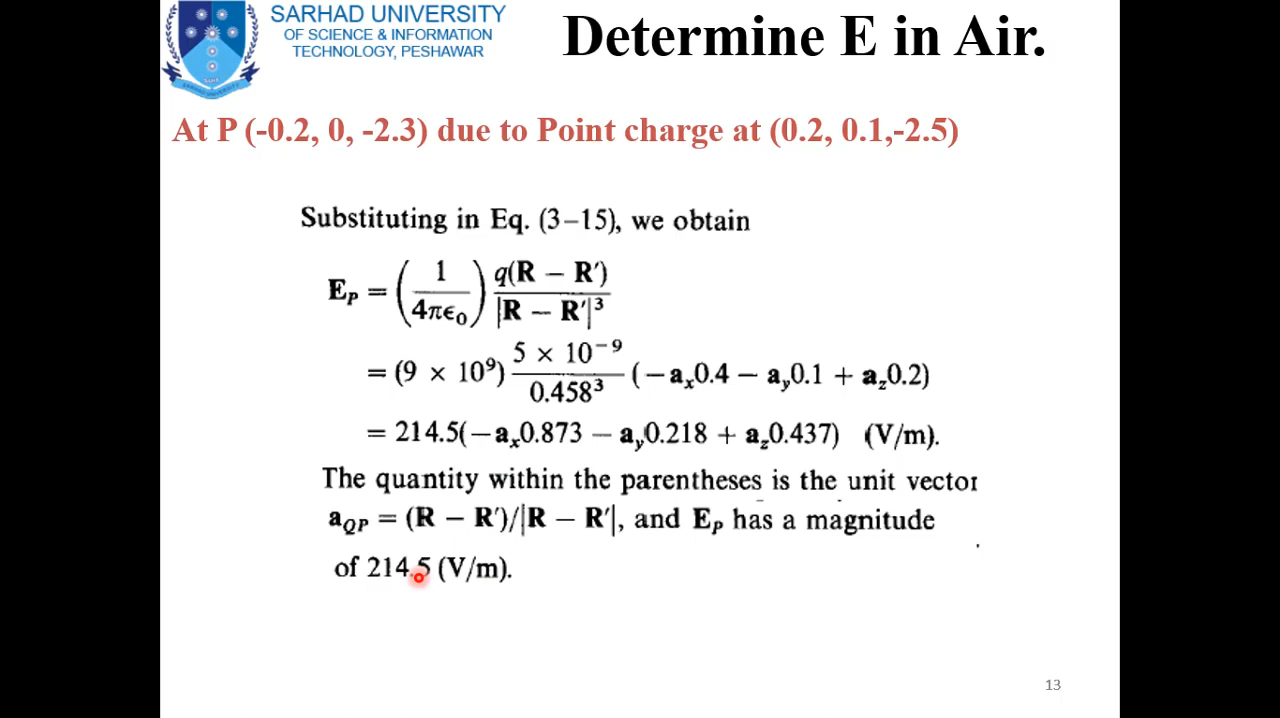 SARHAD UNIVERSITY
OF SCIENCE & INFORMATION
TECHNOLOGY, PESHAWAR
Determine E in Air.
At P (-0.2, 0, -2.3) due to Point charge at (0.2, 0.1,-2.5)
Substituting in Eq. (3–15), we obtain
E_P = (1/4πϵ₀) q(R − R′)/|R − R′|³
= (9 × 10⁹) 5 × 10⁻⁹/0.458³ (−aₓ0.4 − a_y0.1 + a_z0.2)
= 214.5(−aₓ0.873 − a_y0.218 + a_z0.437) (V/m).
The quantity within the parentheses is the unit vector
a_QP = (R − R′)/|R − R′|, and E_P has a magnitude
of 214.5 (V/m).
13